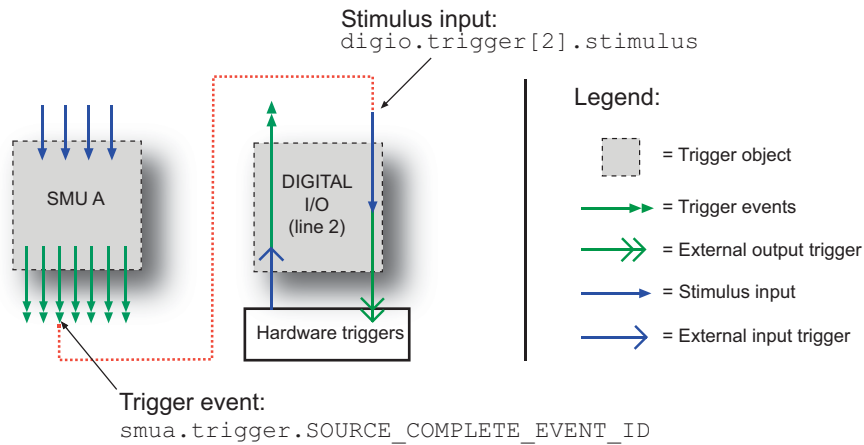 Stimulus input:
digio.trigger[2].stimulus
Legend:
SMU A
DIGITAL
I/O
(line 2)
= Trigger object
= Trigger events
= External output trigger
= Stimulus input
= External input trigger
Hardware triggers
Trigger event:
smua.trigger.SOURCE_COMPLETE_EVENT_ID